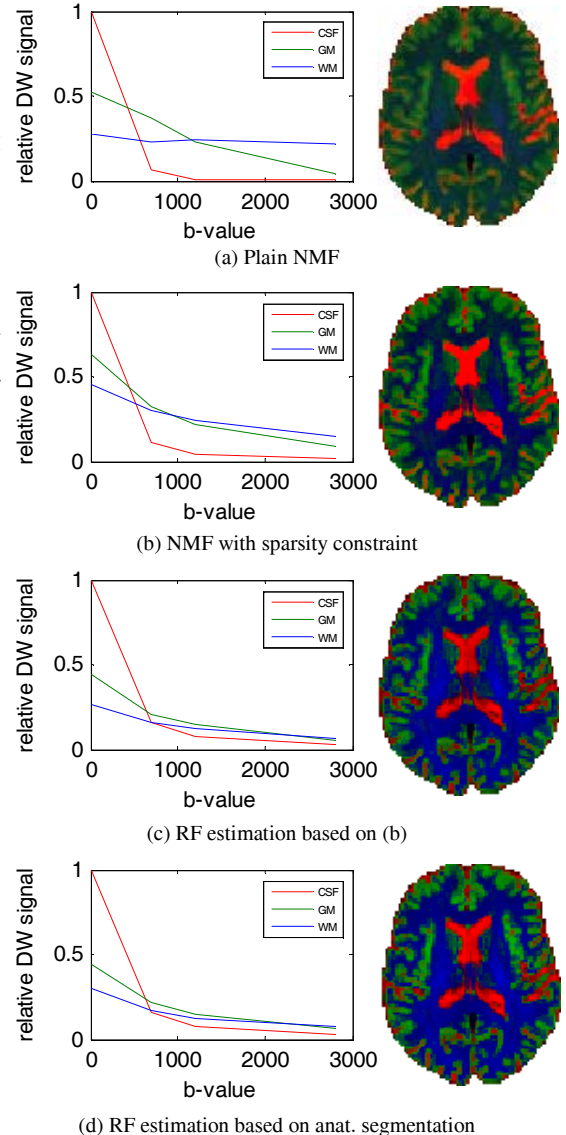 1
0.5
0
relative DW signal
CSF
GM
WM
0 1000 2000 3000
b-value
(a) Plain NMF
1
0.5
0
relative DW signal
CSF
GM
WM
0 1000 2000 3000
b-value
(b) NMF with sparsity constraint
1
0.5
0
relative DW signal
CSF
GM
WM
0 1000 2000 3000
b-value
(c) RF estimation based on (b)
1
0.5
0
relative DW signal
CSF
GM
WM
0 1000 2000 3000
b-value
(d) RF estimation based on anat. segmentation